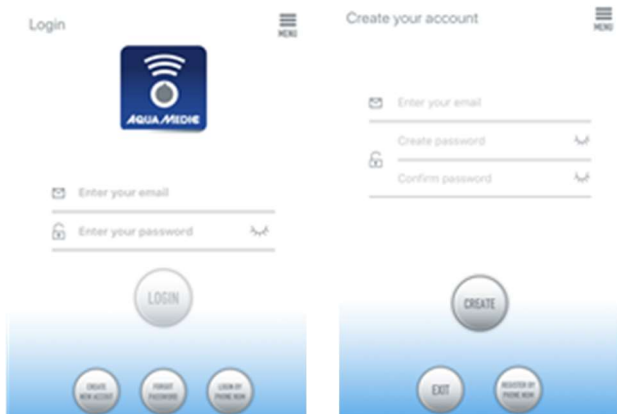 Login
MENU
AQUA MEDIC
Enter your email
Enter your password
LOGIN
CREATE
NEW ACCONT
FORGOT
PASSWORD
LOGIN BY
PHONE NUM
Create your account
MENU
Enter your email
Create password
Confirm password
CREATE
EXIT
REGISTER BY
PHONE NUM